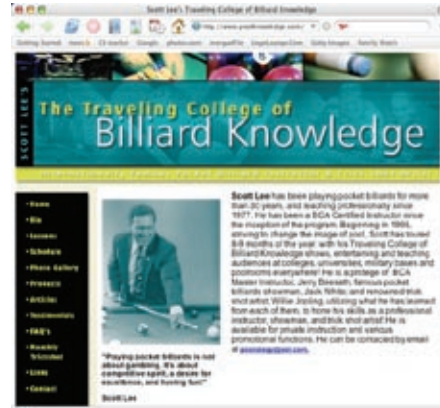 Scott Lee's Traveling College of Billiard Knowledge
Getting Started
Google
Getty Images
SCOTT LEE'S
The Traveling College of
Billiard Knowledge
• Home
• Bio
• Lessons
• Schedule
• Photo Gallery
• Products
• Articles
• Testimonials
• FAQ's
• Monthly
• Links
• Contact
"Playing pocket billiards is not
about gambling. It's about
competitive spirit, a desire for
excellence, and having fun!"
Scott Lee
Scott Lee has been playing pocket billiards for more
than 30 years, and teaching professionally since
1977. He has been a BCA Certified Instructor since
the inception of the program. Beginning in
striving to change the image of pool, Scott has toured
8-9 months of the year with his Traveling College of
Billiard Knowledge shows, entertaining and teaching
audiences at colleges, universities, military bases and
poolrooms everywhere! He is a protege of BCA
Master Instructor, Jerry Briesath, famous pocket
billiards showman, Jack White, and renowned trick
shot artist Willie Jopling, utilizing what he has learned
from each of them, to hone his skills as a professional
instructor, showman, and trick shot artist! He is
available for private instruction and various
promotional functions. He can be contacted by email
at